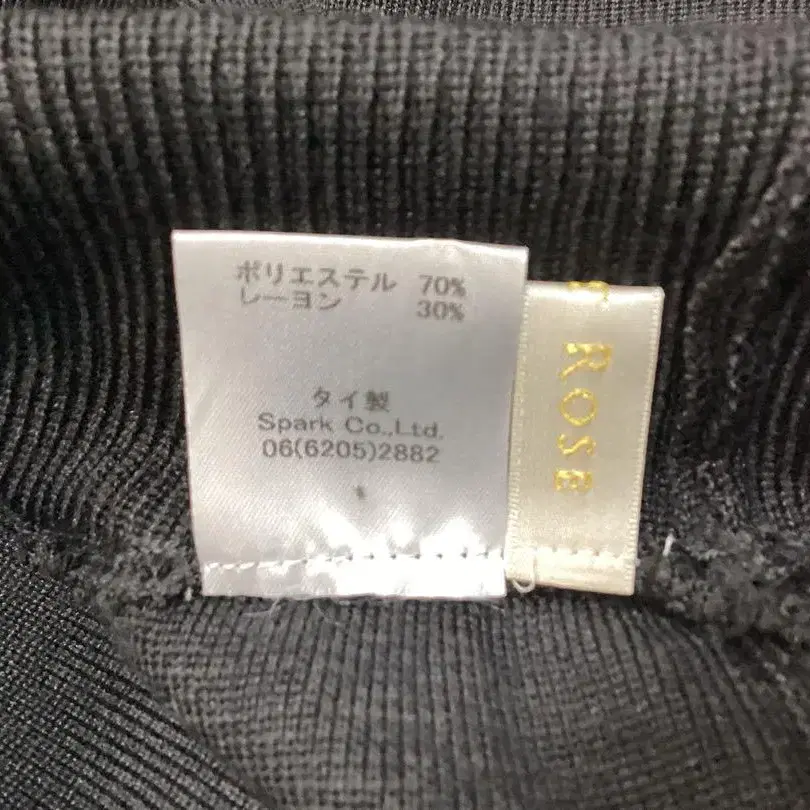 ポリエステル 70%
レーヨン 30%
タイ製
Spark Co.,Ltd.
06(6205)2882
ROSE